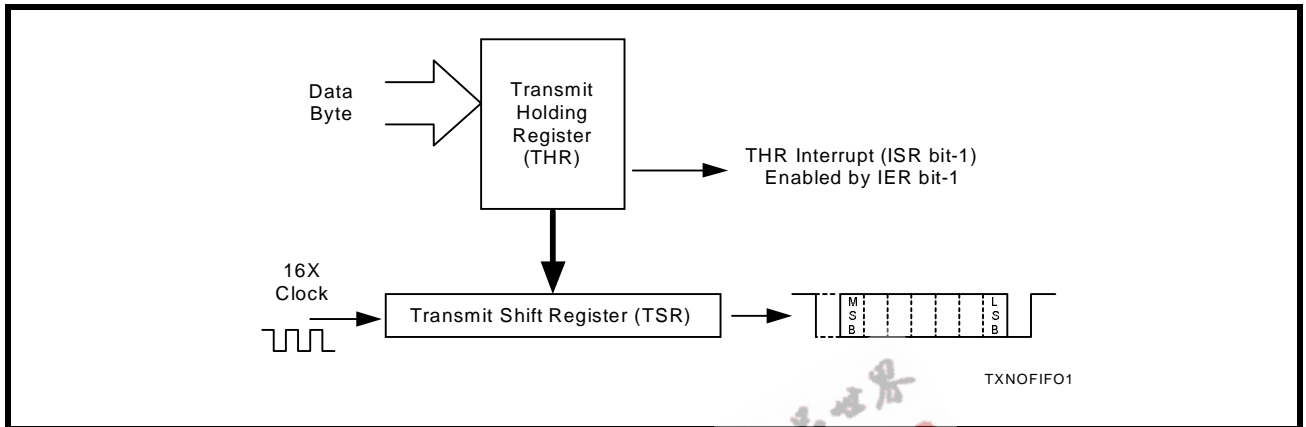 Data
Byte
Transmit
Holding
Register
(THR)
THR Interrupt (ISR bit-1)
Enabled by IER bit-1
16X
Clock
Transmit Shift Register (TSR)
M
S
B
L
S
B
TXNOFIFO1